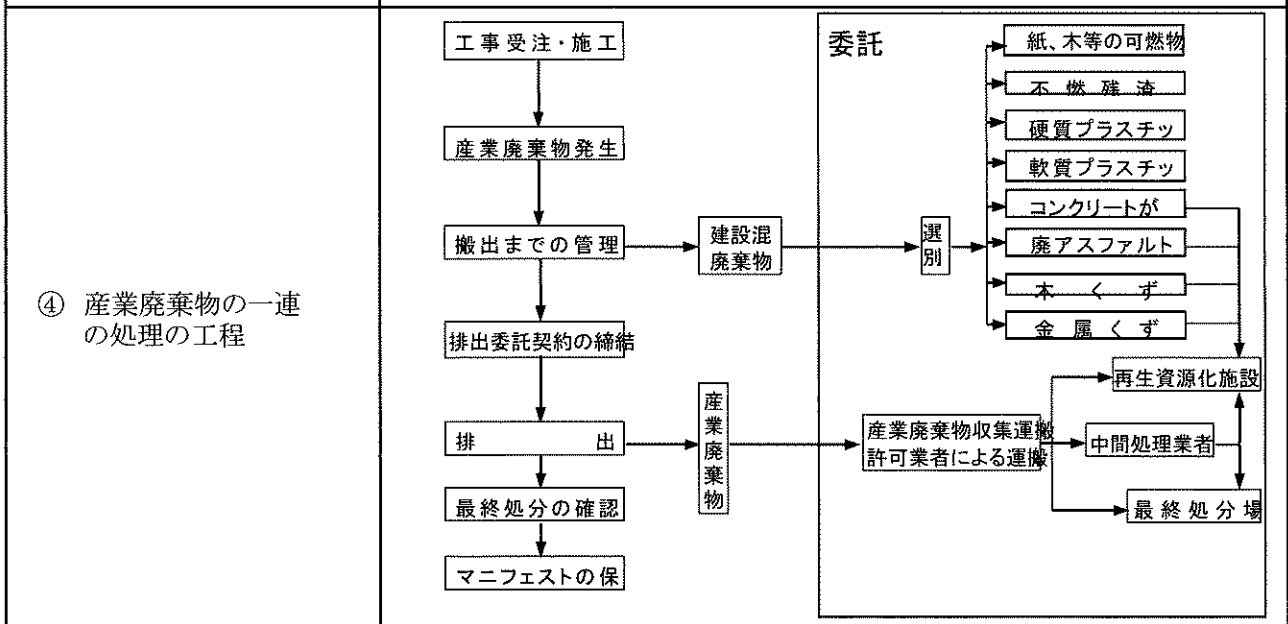 ④ 産業廃棄物の一連
の処理の工程
工事受注・施工
産業廃棄物発生
搬出までの管理
排出委託契約の締結
排出
最終処分の確認
マニフェストの保
建設混
廃棄物
産業廃棄物
委託
選別
紙、木等の可燃物
不燃残渣
硬質プラスチッ
軟質プラスチッ
コンクリートが
廃アスファルト
木くず
金属くず
産業廃棄物収集運搬
許可業者による運搬
再生資源化施設
中間処理業者
最終処分場